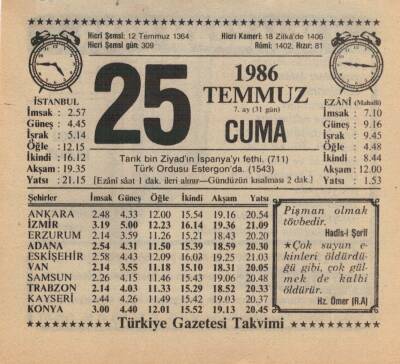 Hicri Şemsi: 12 Temmuz 1364
Hicri Şemsi gün: 309
Hicri Kameri: 18 Zilkâ'de 1406
Rûmi: 1402. Hızır: 81
25
1986
TEMMUZ
7. ay (31 gün)
CUMA
İSTANBUL
İmsak : 2.57
Güneş : 4.45
İşrak : 5.14
Öğle : 12.15
İkindi : 16.12
Akşam : 19.35
Yatsı : 21.15
EZÂNİ (Mahalli)
İmsak : 7.10
Güneş : 9.16
İşrak : 9.45
Öğle : 4.48
İkindi : 8.44
Akşam : 12.00
Yatsı : 1.53
Tarık bin Ziyad'ın İspanya'yı fethi. (711)
Türk Ordusu Estergon'da. (1543)
[Ezânî sâat 1 dak. ileri alınır—Gündüzün kısalması 2 dak.]
Şehirler İmsak Güneş Öğle İkindi Akşam Yatsı
ANKARA 2.48 4.33 12.00 15.54 19.16 20.54
İZMİR 3.19 5.00 12.23 16.14 19.36 21.09
ERZURUM 2.14 3.59 11.26 15.21 18.43 20.20
ADANA 2.54 4.31 11.50 15.39 18.59 20.30
ESKİŞEHİR 2.58 4.43 12.09 16.03 19.25 21.03
VAN 2.14 3.55 11.18 15.10 18.31 20.05
SAMSUN 2.26 4.15 11.46 15.43 19.06 20.48
TRABZON 2.14 4.03 11.33 15.29 18.52 20.33
KAYSERİ 2.44 4.26 11.49 15.42 19.03 20.37
KONYA 3.00 4.40 12.01 15.52 19.13 20.45
Pişman olmak
tövbedir.
Hadis-i Şerif
★Çok suyun e-
kinleri öldürdü-
ğü gibi, çok gül-
mek de kalbi
öldürür.
Hz. Ömer (R.A)
Türkiye Gazetesi Takvimi